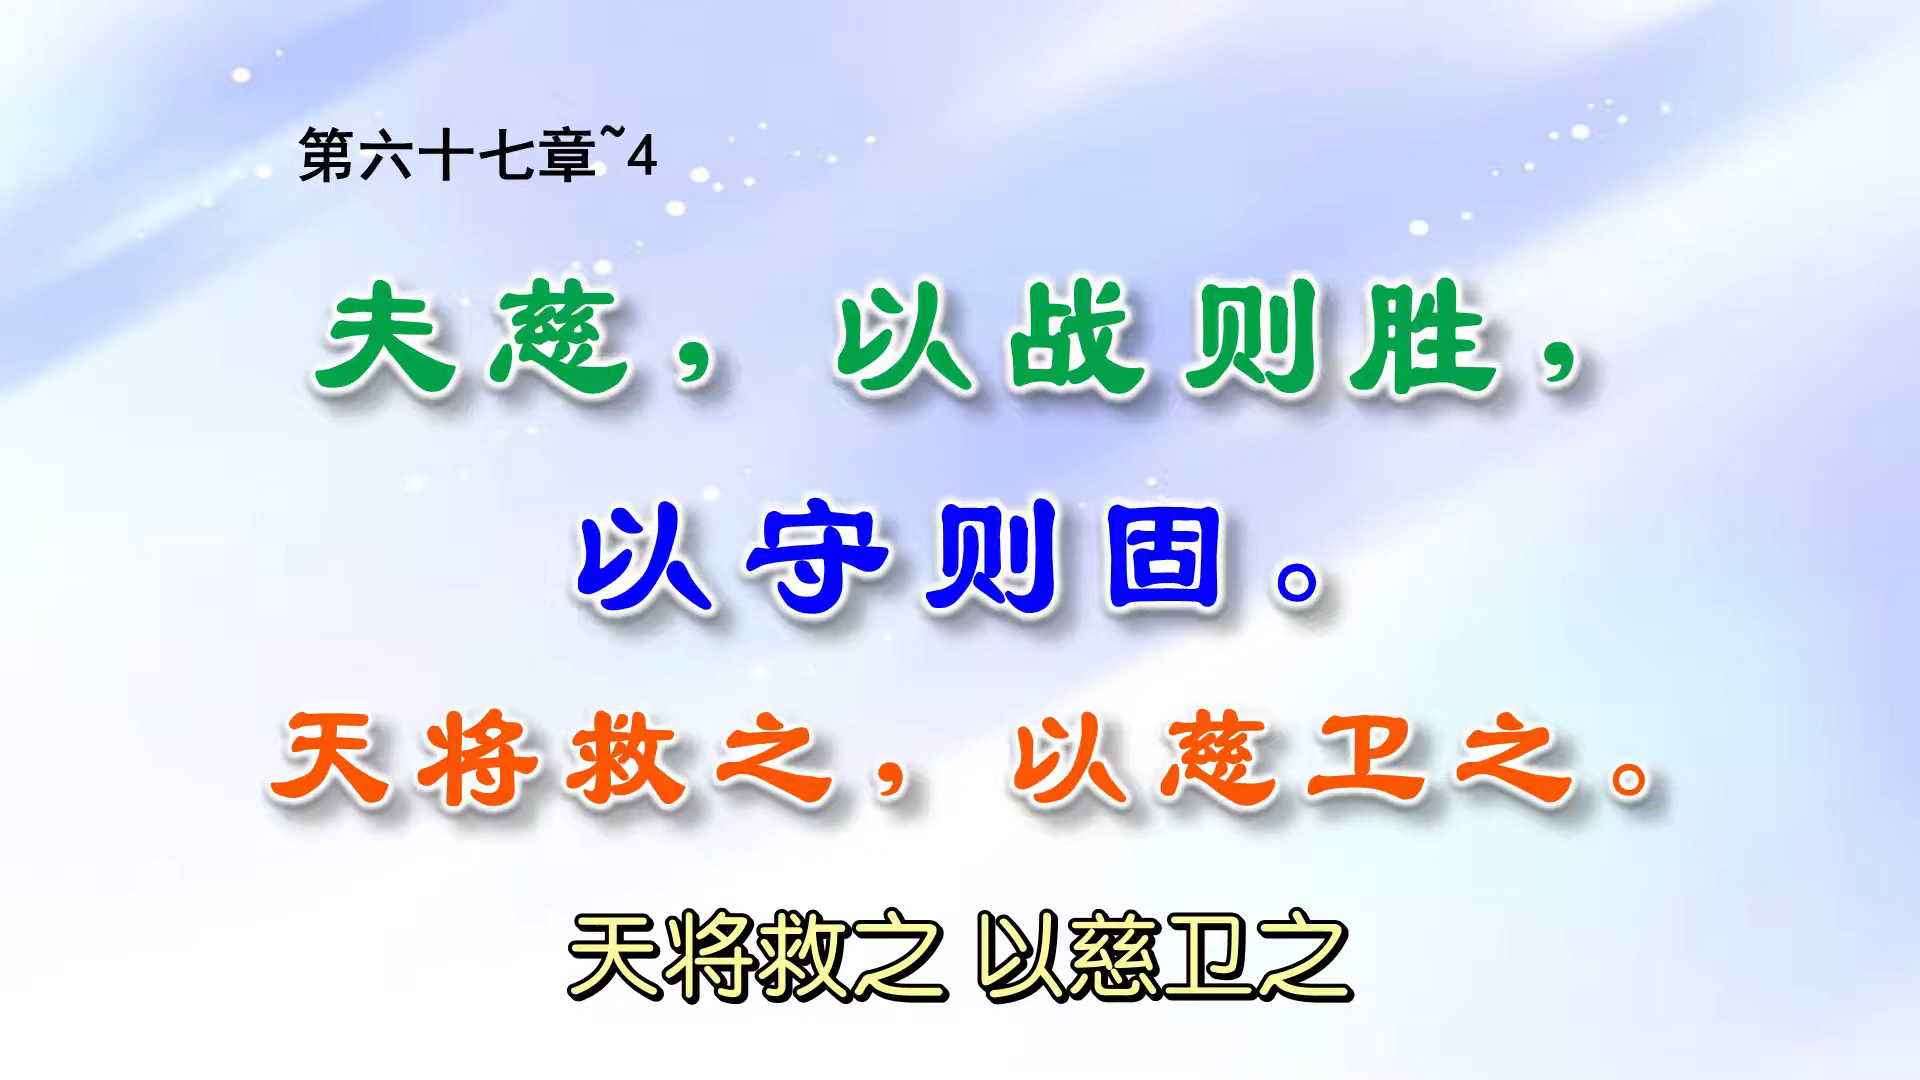 第六十七章~4
夫慈，以战则胜，
以守则固。
天将救之，以慈卫之。
天将救之 以慈卫之